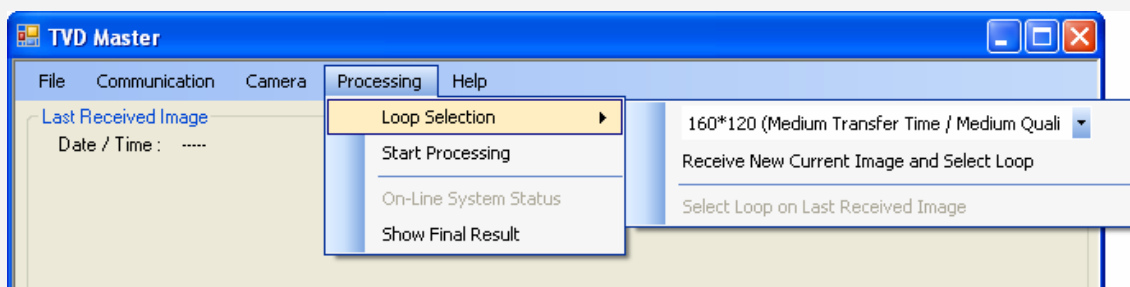 TVD Master
File Communication Camera Processing Help
Last Received Image
Date / Time : -----
Loop Selection
Start Processing
On-Line System Status
Show Final Result
160*120 (Medium Transfer Time / Medium Quali
Receive New Current Image and Select Loop
Select Loop on Last Received Image